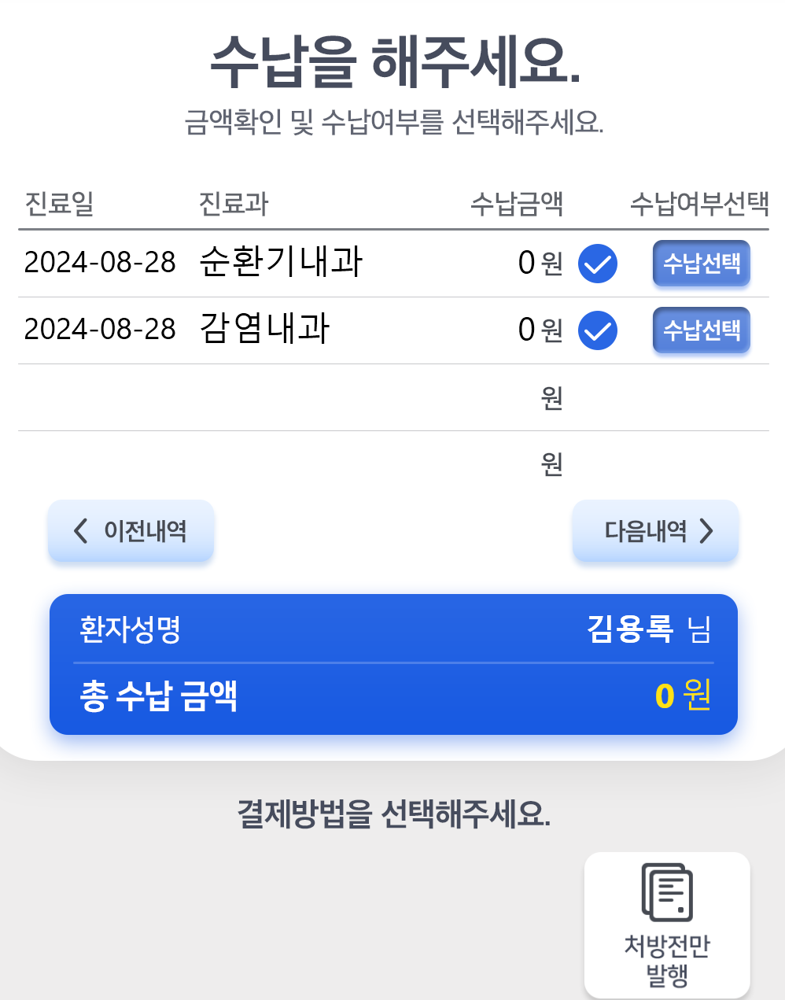 수납을 해주세요.
금액확인 및 수납여부를 선택해주세요.
진료일 진료과 수납금액 수납여부선택
2024-08-28 순환기내과 0 원 수납선택
2024-08-28 감염내과 0 원 수납선택
원
원
이전내역 다음내역
환자성명 김용록 님
총 수납 금액 0 원
결제방법을 선택해주세요.
처방전만
발행